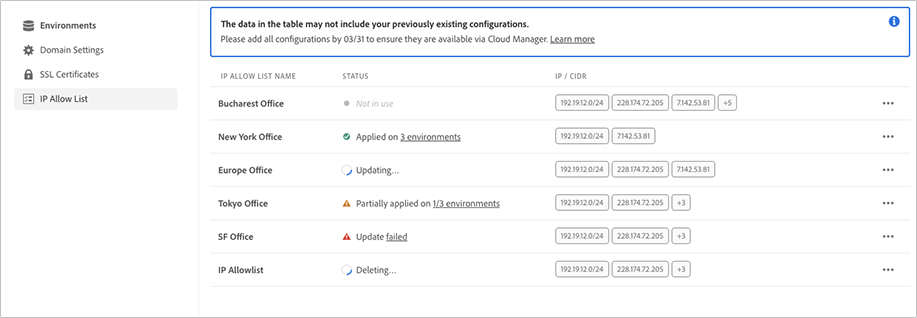 Environments
Domain Settings
SSL Certificates
IP Allow List
The data in the table may not include your previously existing configurations.
Please add all configurations by 03/31 to ensure they are available via Cloud Manager. Learn more
IP ALLOW LIST NAME STATUS IP / CIDR
Bucharest Office Not in use 192.19.12.0/24 228.174.72.205 7.142.53.81 +5 •••
New York Office Applied on 3 environments 192.19.12.0/24 7.142.53.81 •••
Europe Office Updating... 192.19.12.0/24 228.174.72.205 7.142.53.81 •••
Tokyo Office Partially applied on 1/3 environments 192.19.12.0/24 228.174.72.205 +3 •••
SF Office Update failed 192.19.12.0/24 228.174.72.205 +3 •••
IP Allowlist Deleting... 192.19.12.0/24 228.174.72.205 +3 •••